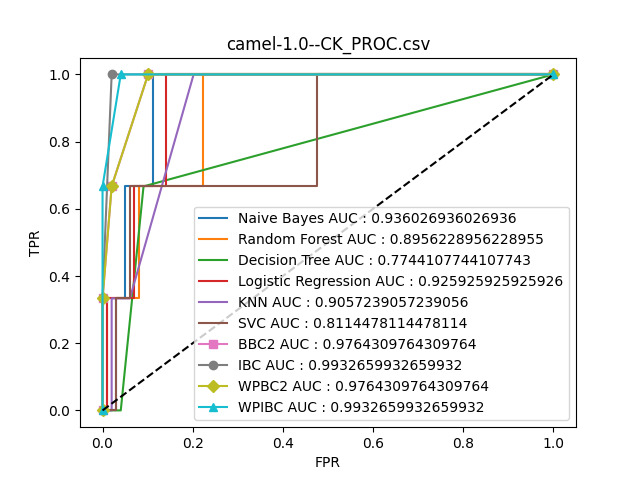 camel-1.0--CK_PROC.csv
1.0
0.8
0.6
0.4
0.2
0.0
TPR
Naive Bayes AUC : 0.936026936026936
Random Forest AUC : 0.8956228956228955
Decision Tree AUC : 0.7744107744107743
Logistic Regression AUC : 0.925925925925926
KNN AUC : 0.9057239057239056
SVC AUC : 0.8114478114478114
BBC2 AUC : 0.9764309764309764
IBC AUC : 0.9932659932659932
WPBC2 AUC : 0.9764309764309764
WPIBC AUC : 0.9932659932659932
0.0 0.2 0.4 0.6 0.8 1.0
FPR